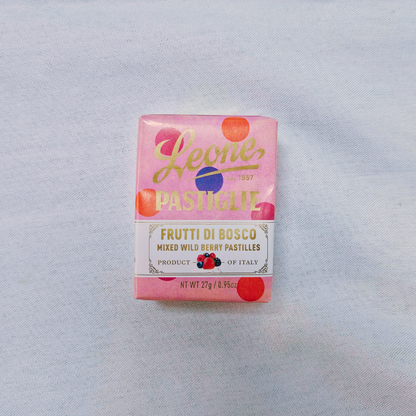 Leone
1857
PASTIGLIE
FRUTTI DI BOSCO
MIXED WILD BERRY PASTILLES
PRODUCT OF ITALY
NT WT 27g / 0.95oz